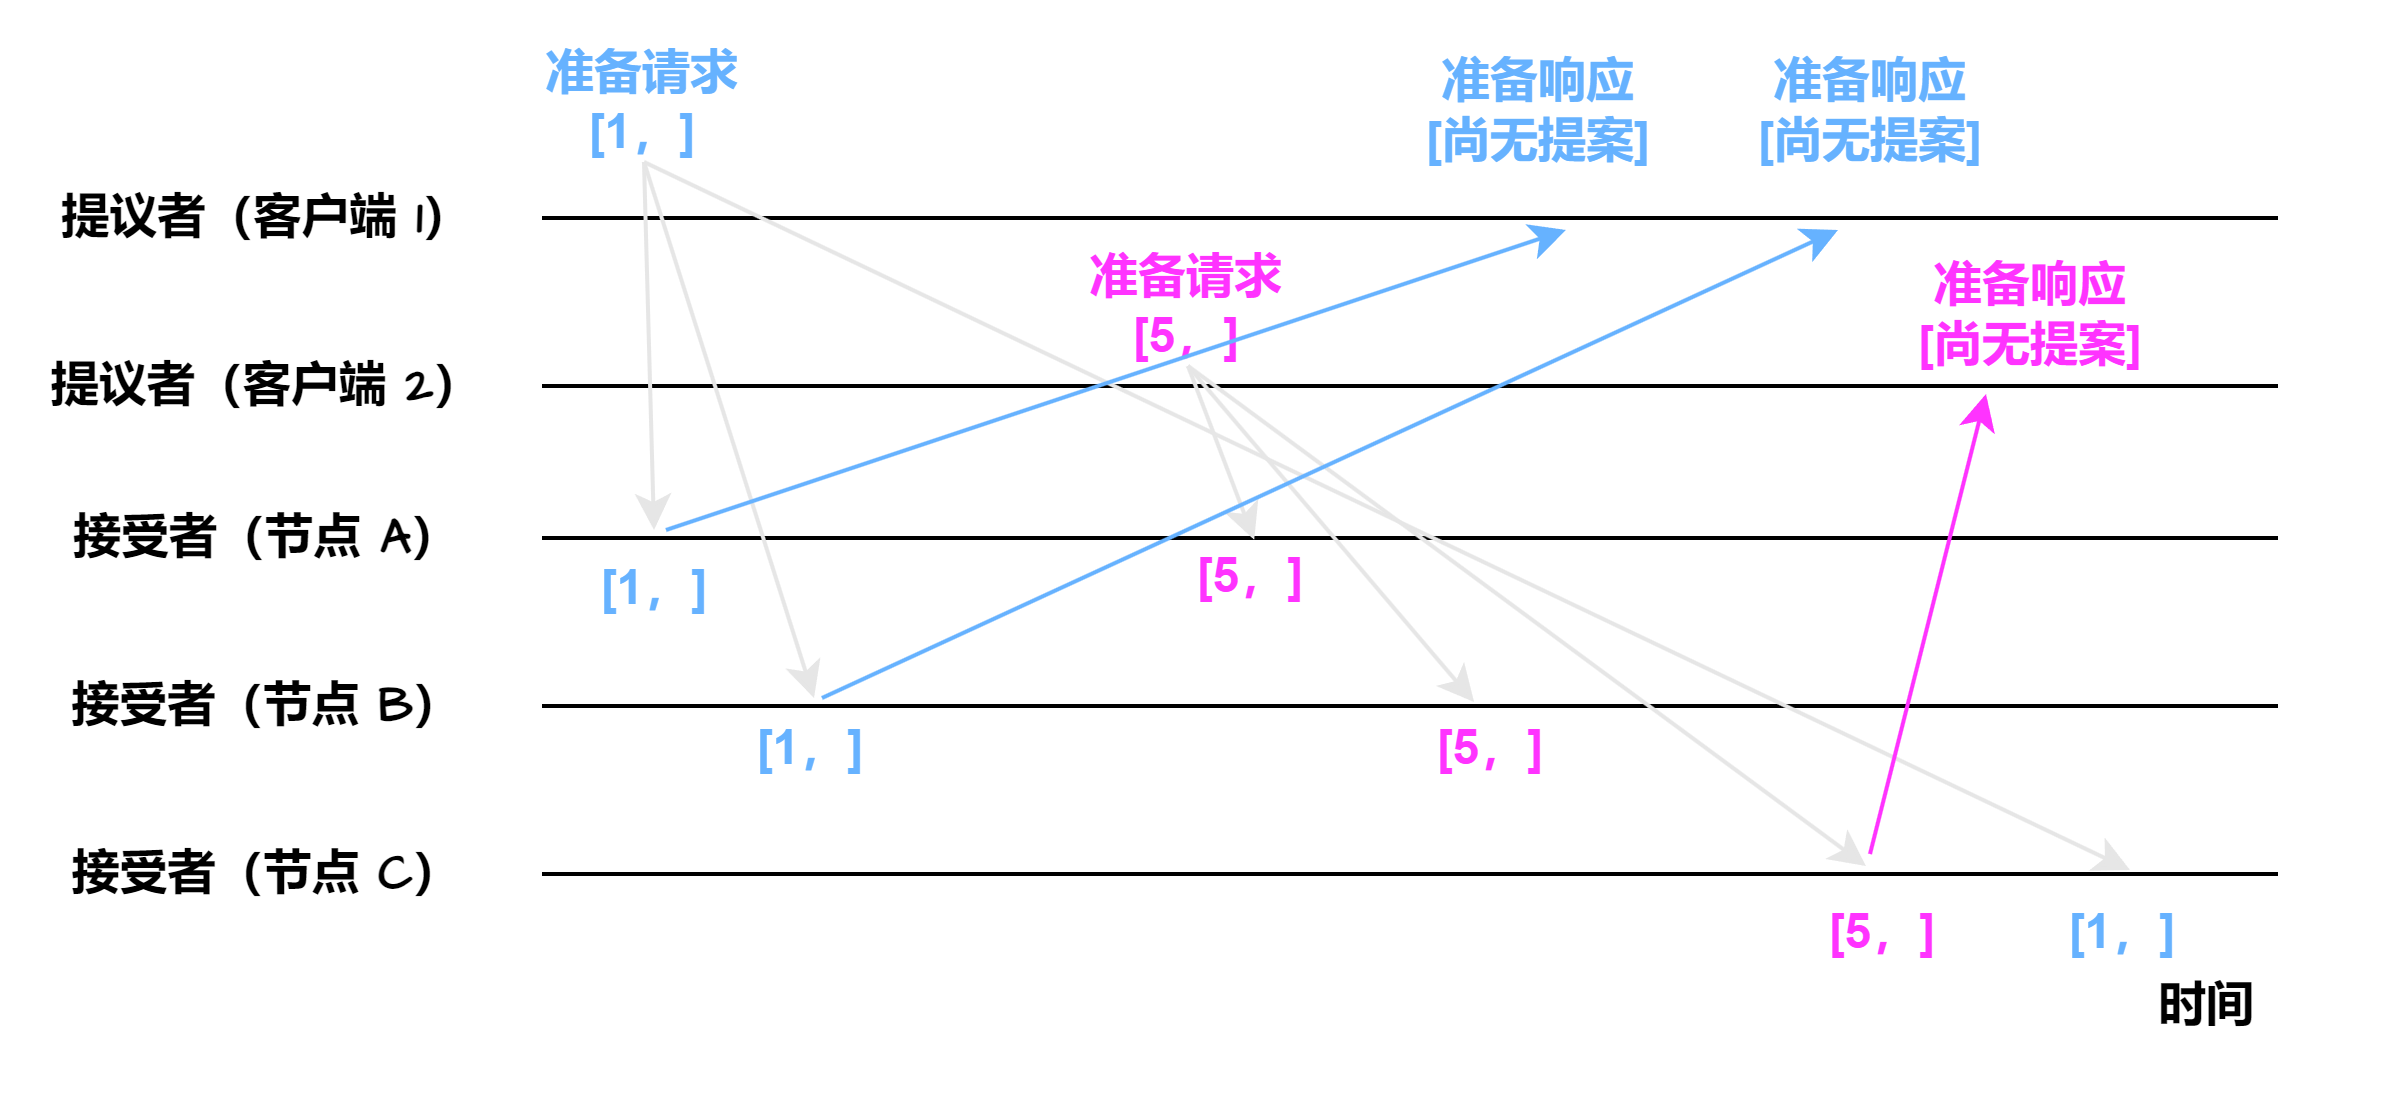 准备请求
[1， ]
准备响应
[尚无提案]
准备响应
[尚无提案]
提议者（客户端 1）
准备请求
[5， ]
准备响应
[尚无提案]
提议者（客户端 2）
接受者（节点 A）
[1， ]
[5， ]
接受者（节点 B）
[1， ]
[5， ]
接受者（节点 C）
[5， ]
[1， ]
时间